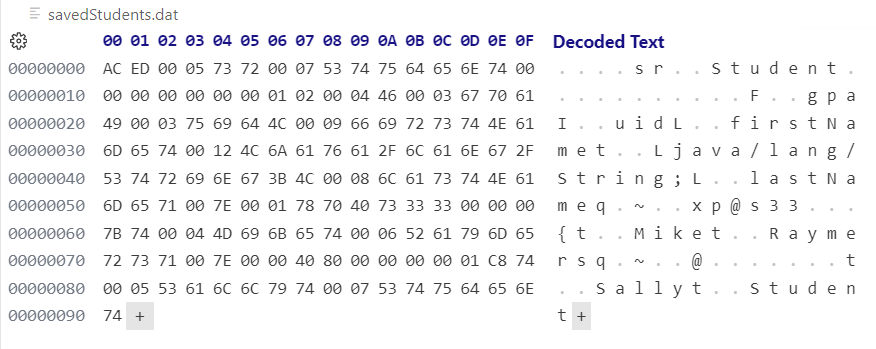 savedStudents.dat
00 01 02 03 04 05 06 07 08 09 0A 0B 0C 0D 0E 0F Decoded Text
00000000 AC ED 00 05 73 72 00 07 53 74 75 64 65 6E 74 00 . . . . s r . . S t u d e n t .
00000010 00 00 00 00 00 00 01 02 00 04 46 00 03 67 70 61 . . . . . . . . . . F . . g p a
00000020 49 00 03 75 69 64 4C 00 09 66 69 72 73 74 4E 61 I . . u i d L . . f i r s t N a
00000030 6D 65 74 00 12 4C 6A 61 76 61 2F 6C 61 6E 67 2F m e t . . L j a v a / l a n g /
00000040 53 74 72 69 6E 67 3B 4C 00 08 6C 61 73 74 4E 61 S t r i n g ; L . . l a s t N a
00000050 6D 65 71 00 7E 00 01 78 70 40 73 33 33 00 00 00 m e q . ~ . . x p @ s 3 3 . . .
00000060 7B 74 00 04 4D 69 6B 65 74 00 06 52 61 79 6D 65 { t . . M i k e t . . R a y m e
00000070 72 73 71 00 7E 00 00 40 80 00 00 00 00 01 C8 74 r s q . ~ . . @ . . . . . . . t
00000080 00 05 53 61 6C 6C 79 74 00 07 53 74 75 64 65 6E . . S a l l y t . . S t u d e n
00000090 74 + t +